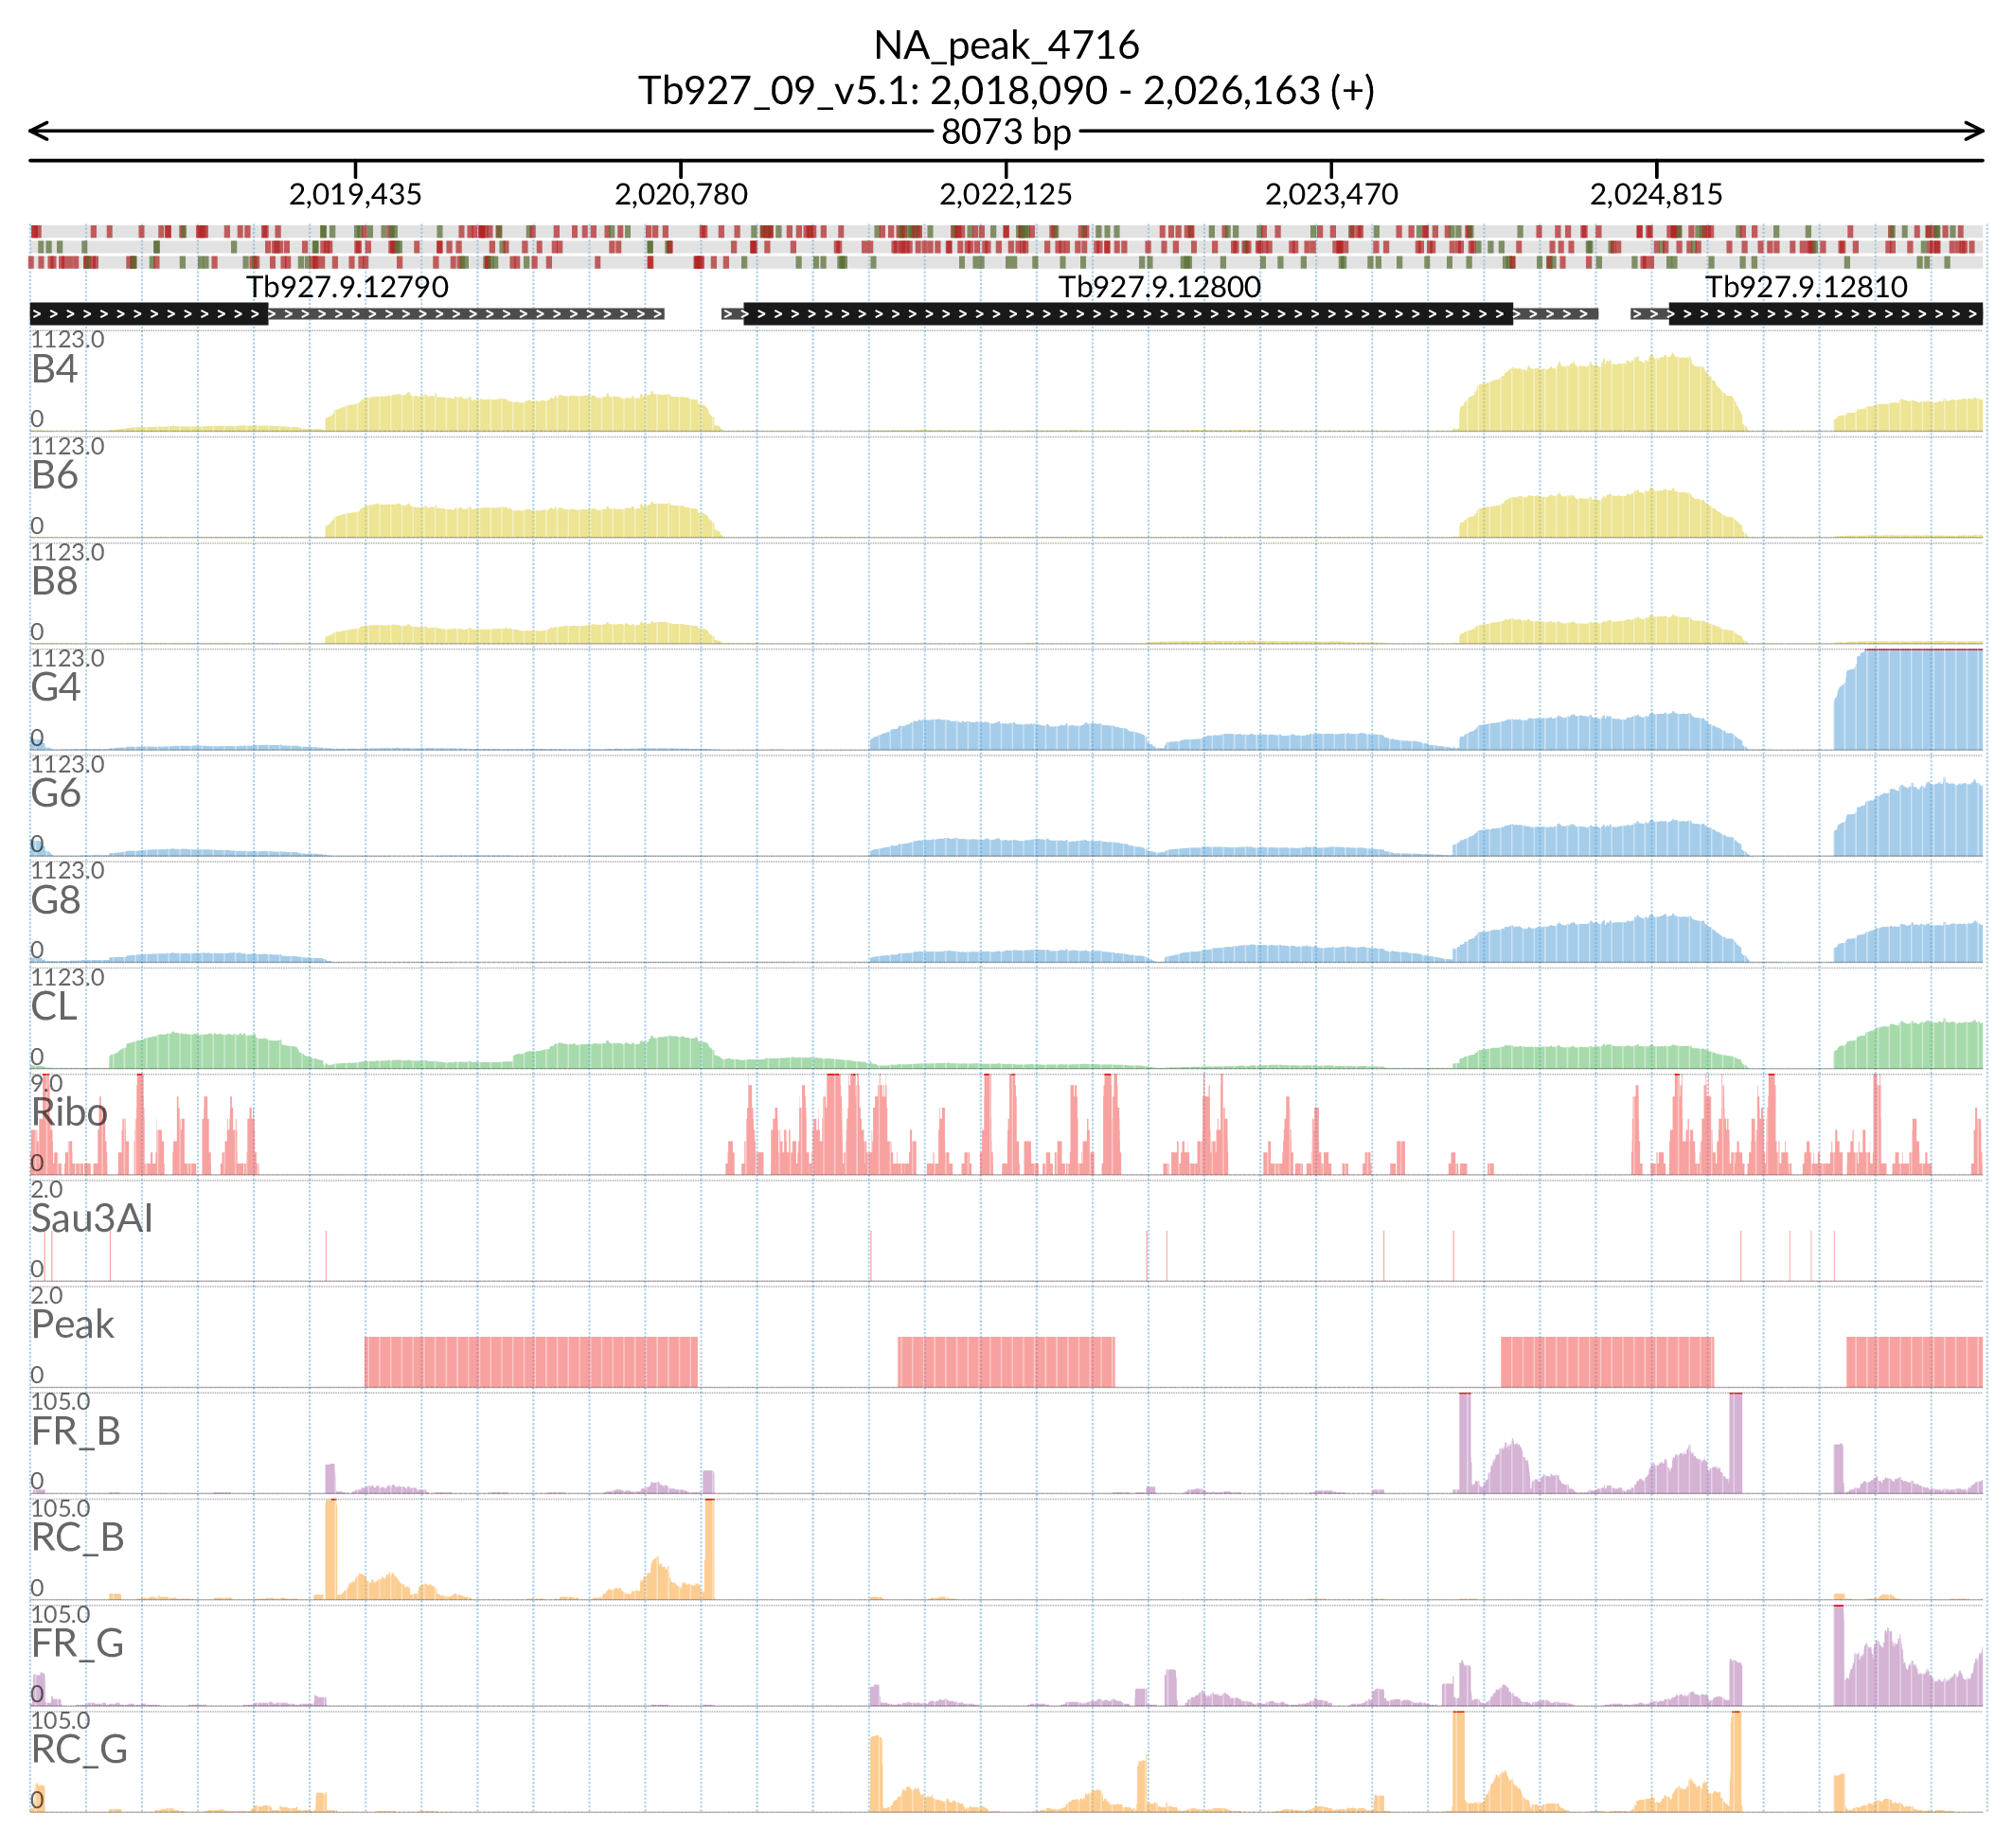 NA_peak_4716
Tb927_09_v5.1: 2,018,090 - 2,026,163 (+)
8073 bp
2,019,435 2,020,780 2,022,125 2,023,470 2,024,815
Tb927.9.12790 Tb927.9.12800 Tb927.9.12810
1123.0
B4
0
1123.0
B6
0
1123.0
B8
0
1123.0
G4
0
1123.0
G6
0
1123.0
G8
0
1123.0
CL
0
9.0
Ribo
0
2.0
Sau3AI
0
2.0
Peak
0
105.0
FR_B
0
105.0
RC_B
0
105.0
FR_G
0
105.0
RC_G
0